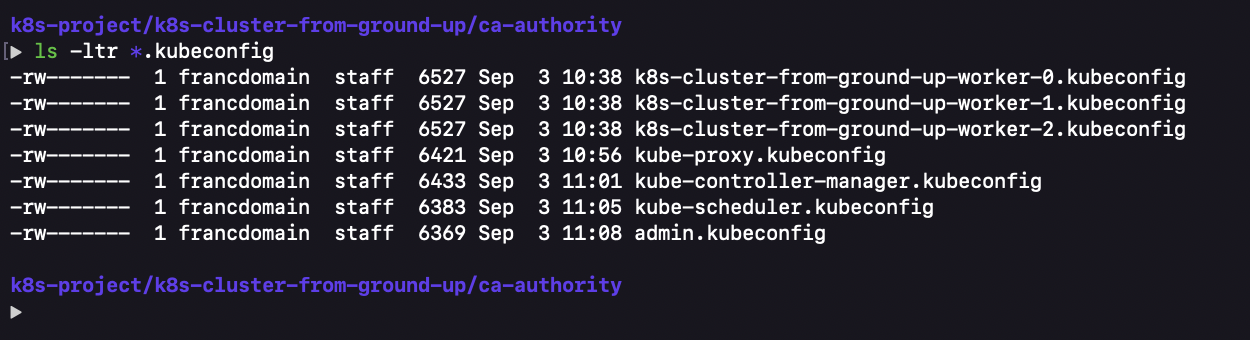 k8s-project/k8s-cluster-from-ground-up/ca-authority
[▶ ls -ltr *.kubeconfig
-rw-------  1 francdomain  staff  6527 Sep  3 10:38 k8s-cluster-from-ground-up-worker-0.kubeconfig
-rw-------  1 francdomain  staff  6527 Sep  3 10:38 k8s-cluster-from-ground-up-worker-1.kubeconfig
-rw-------  1 francdomain  staff  6527 Sep  3 10:38 k8s-cluster-from-ground-up-worker-2.kubeconfig
-rw-------  1 francdomain  staff  6421 Sep  3 10:56 kube-proxy.kubeconfig
-rw-------  1 francdomain  staff  6433 Sep  3 11:01 kube-controller-manager.kubeconfig
-rw-------  1 francdomain  staff  6383 Sep  3 11:05 kube-scheduler.kubeconfig
-rw-------  1 francdomain  staff  6369 Sep  3 11:08 admin.kubeconfig
k8s-project/k8s-cluster-from-ground-up/ca-authority
▶